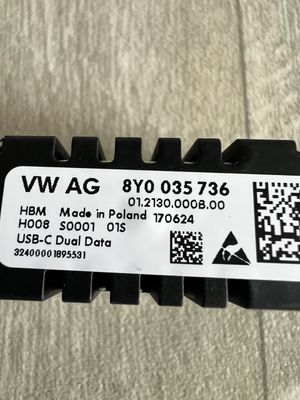 VW AG 8Y0 035 736
01.2130.000B.00
HBM Made in Poland 170624
H008 S0001 01S
USB-C Dual Data
32400001895531